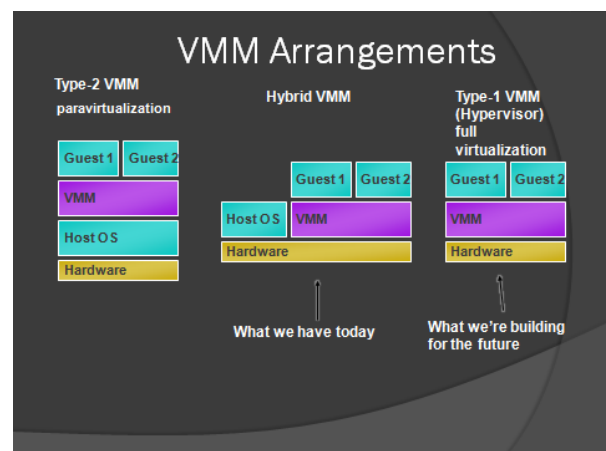 VMM Arrangements
Type-2 VMM
paravirtualization
Guest 1 Guest 2
VMM
Host OS
Hardware
Hybrid VMM
Guest 1 Guest 2
Host OS VMM
Hardware
What we have today
Type-1 VMM
(Hypervisor)
full
virtualization
Guest 1 Guest 2
VMM
Hardware
What we're building
for the future